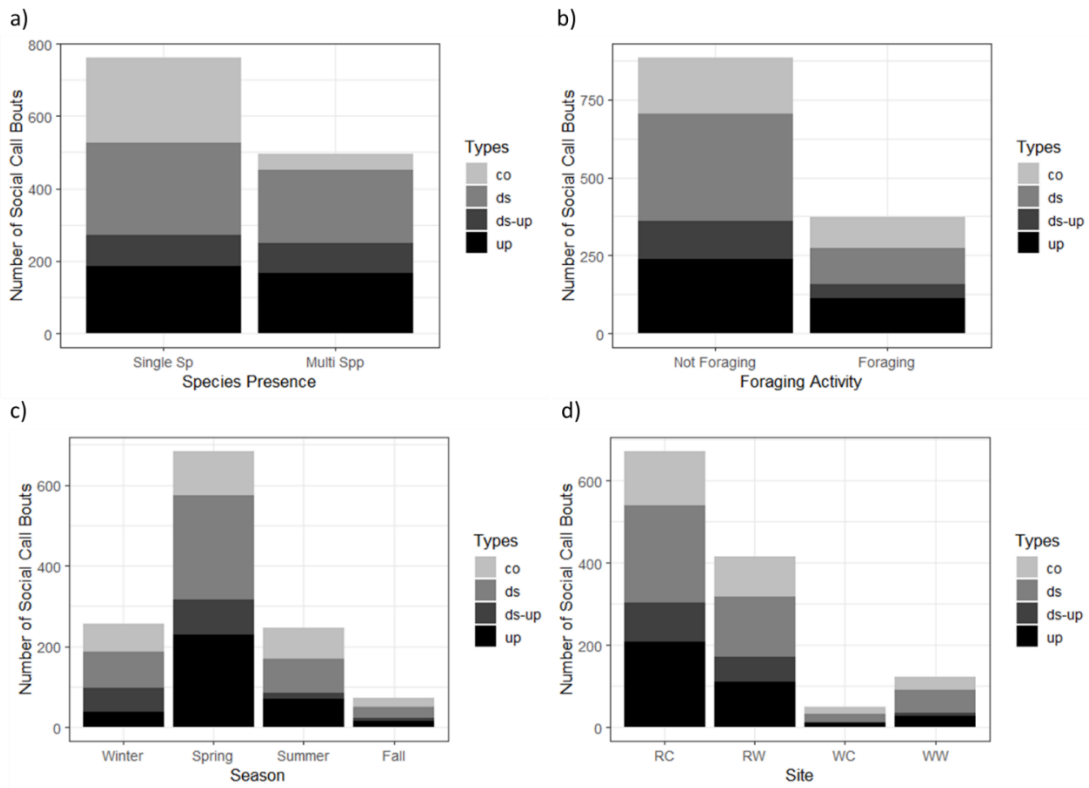 a)
800
600
400
200
0
Number of Social Call Bouts
Single Sp Multi Spp
Species Presence
Types
co
ds
ds-up
up
b)
750
500
250
0
Number of Social Call Bouts
Not Foraging Foraging
Foraging Activity
Types
co
ds
ds-up
up
c)
600
400
200
0
Number of Social Call Bouts
Winter Spring Summer Fall
Season
Types
co
ds
ds-up
up
d)
600
400
200
0
Number of Social Call Bouts
RC RW WC WW
Site
Types
co
ds
ds-up
up